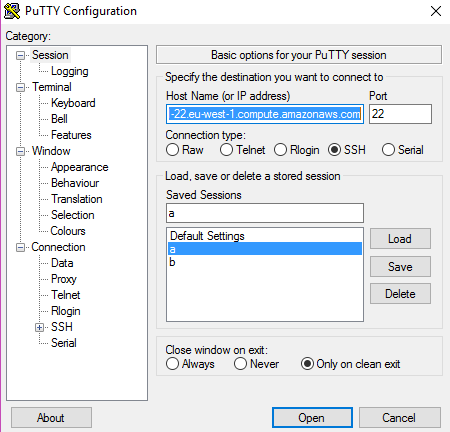 PuTTY Configuration
Category:
Session
Logging
Terminal
Keyboard
Bell
Features
Window
Appearance
Behaviour
Translation
Selection
Colours
Connection
Data
Proxy
Telnet
Rlogin
SSH
Serial
Basic options for your PuTTY session
Specify the destination you want to connect to
Host Name (or IP address) Port
-22.eu-west-1.compute.amazonaws.com 22
Connection type:
Raw Telnet Rlogin SSH Serial
Load, save or delete a stored session
Saved Sessions
a
Default Settings
a
b
Load
Save
Delete
Close window on exit:
Always Never Only on clean exit
About Open Cancel